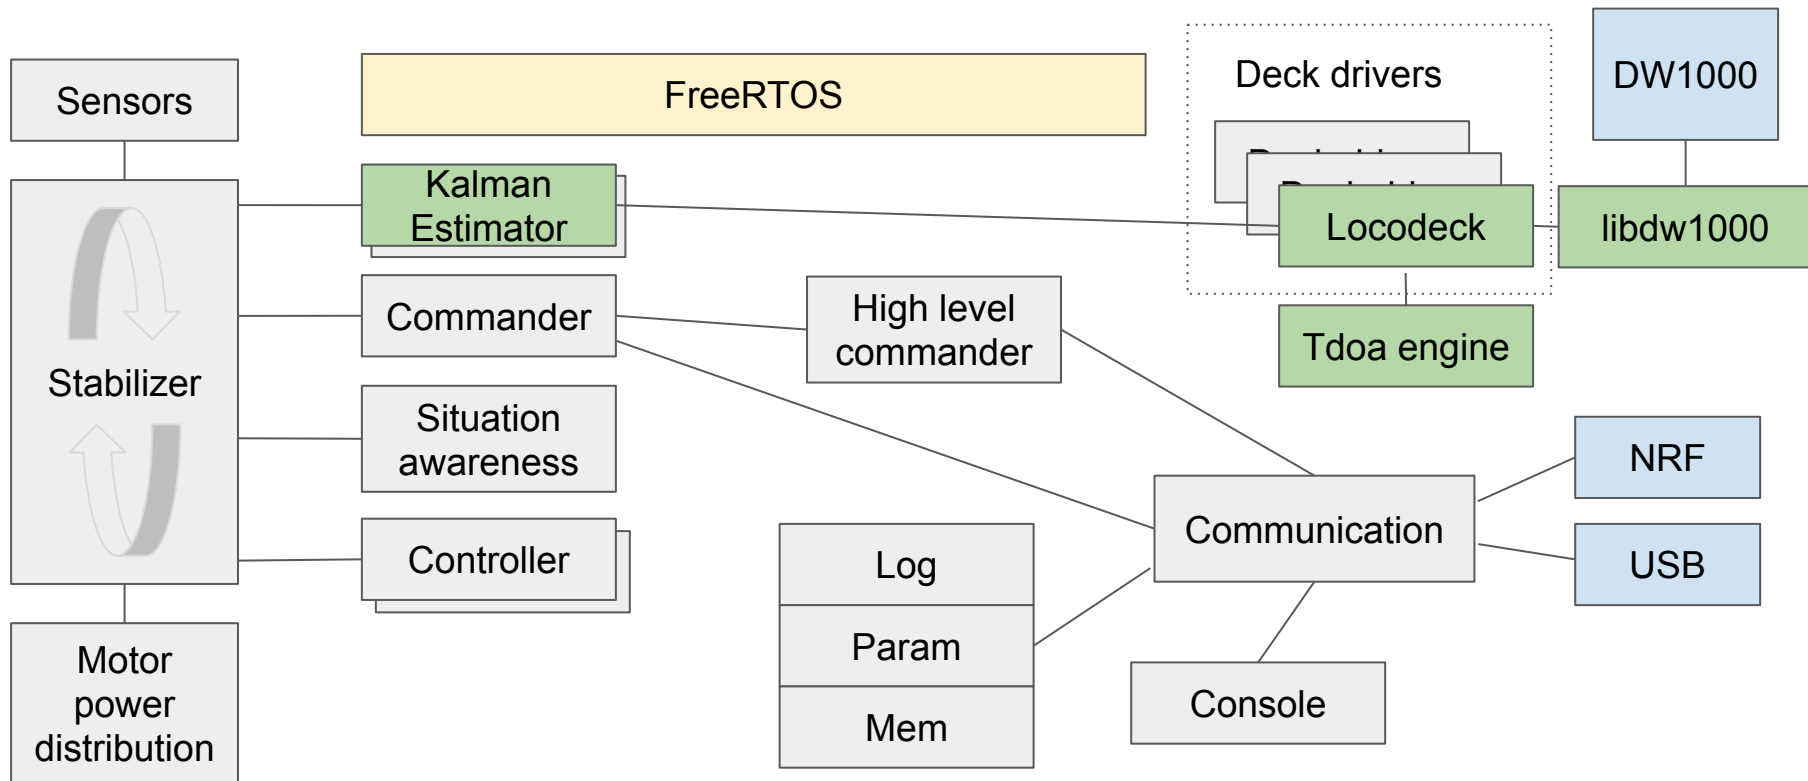 Sensors
FreeRTOS
Deck drivers
DW1000
Kalman
Estimator
Locodeck
libdw1000
Commander
High level
commander
Tdoa engine
Stabilizer
Situation
awareness
NRF
Communication
Controller
Log
USB
Param
Motor
power
distribution
Mem
Console